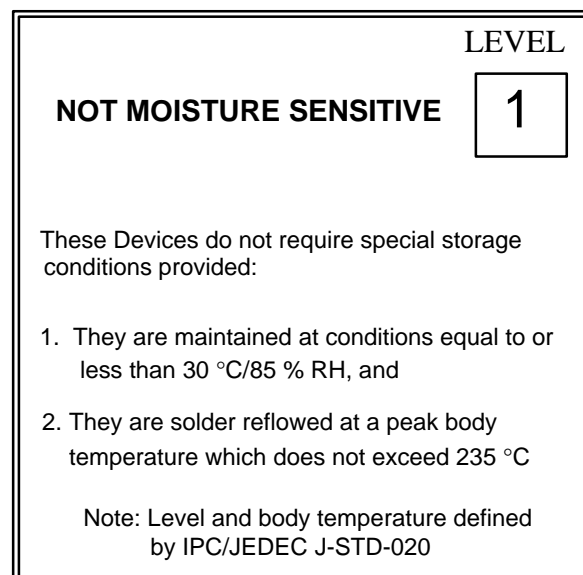 LEVEL
NOT MOISTURE SENSITIVE 1
These Devices do not require special storage
conditions provided:
1. They are maintained at conditions equal to or
less than 30 °C/85 % RH, and
2. They are solder reflowed at a peak body
temperature which does not exceed 235 °C
Note: Level and body temperature defined
by IPC/JEDEC J-STD-020